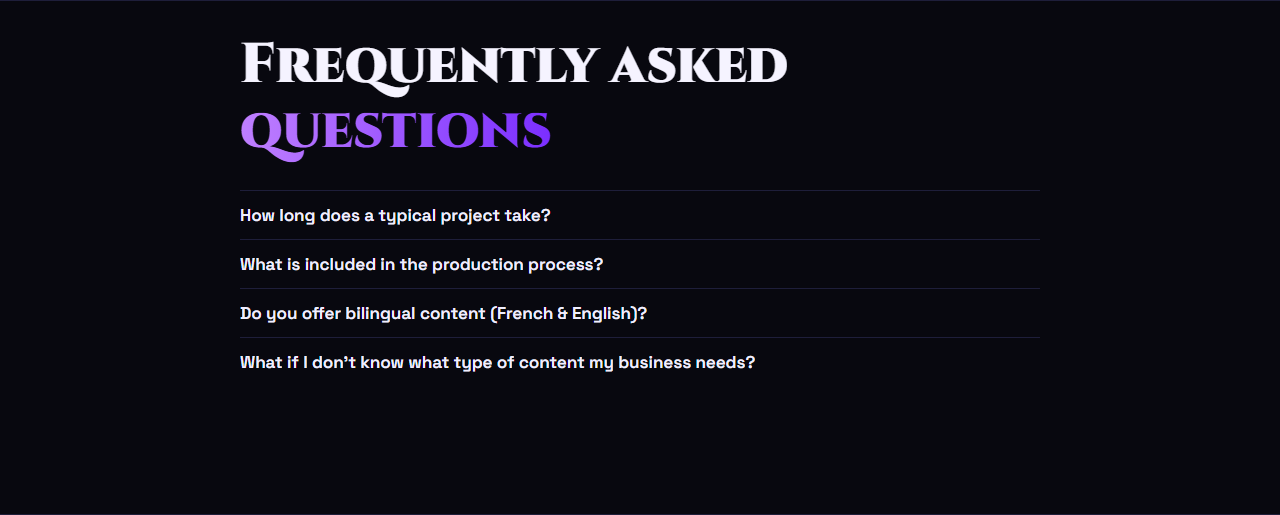 Frequently asked
questions
How long does a typical project take?
What is included in the production process?
Do you offer bilingual content (French & English)?
What if I don’t know what type of content my business needs?